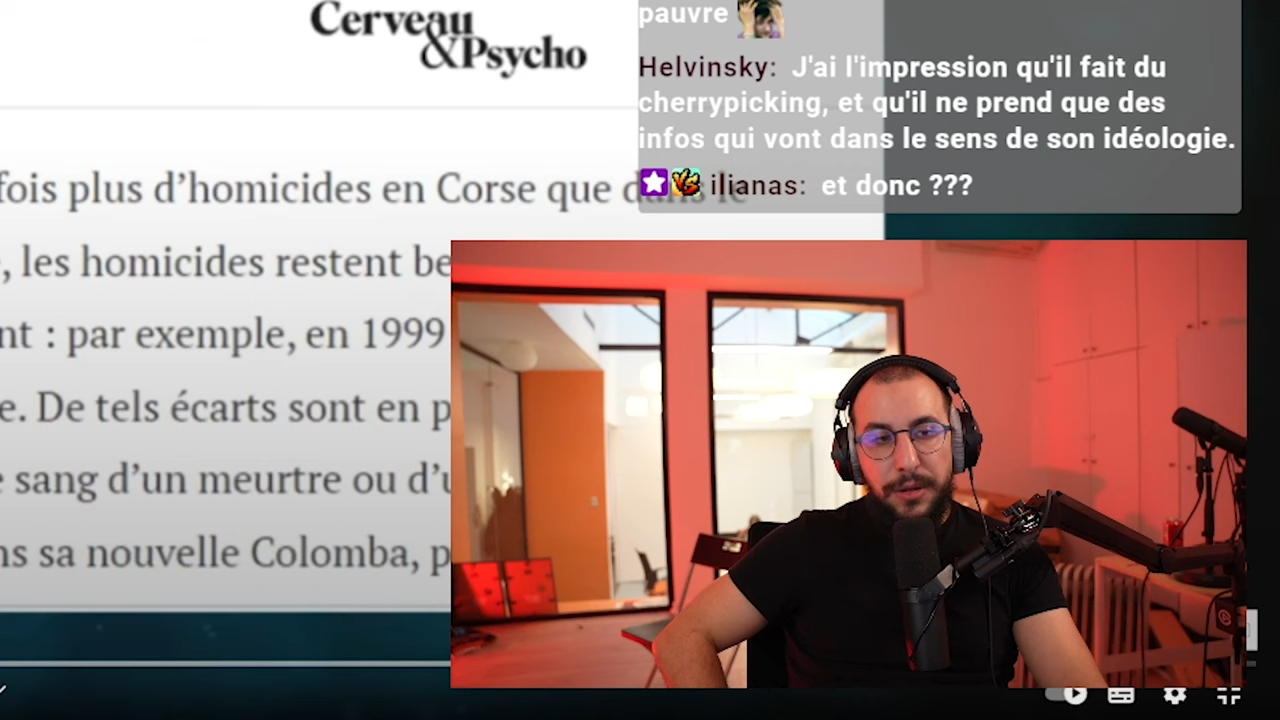 Cerveau
&Psycho
pauvre
Helvinsky: J'ai l'impression qu'il fait du
cherrypicking, et qu'il ne prend que des
infos qui vont dans le sens de son idéologie.
ilianas: et donc ???
fois plus d’homicides en Corse que dans le
, les homicides restent be
nt : par exemple, en 1999
e. De tels écarts sont en p
sang d’un meurtre ou d’u
ns sa nouvelle Colomba, p